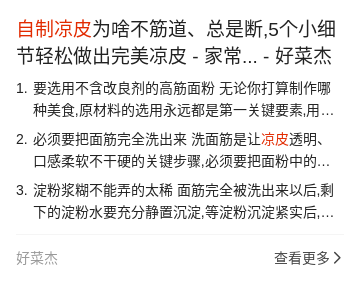 自制凉皮为啥不筋道、总是断,5个小细
节轻松做出完美凉皮 - 家常... - 好菜杰
1. 要选用不含改良剂的高筋面粉 无论你打算制作哪
种美食,原材料的选用永远都是第一关键要素,用...
2. 必须要把面筋完全洗出来 洗面筋是让凉皮透明、
口感柔软不干硬的关键步骤,必须要把面粉中的...
3. 淀粉浆糊不能弄的太稀 面筋完全被洗出来以后,剩
下的淀粉水要充分静置沉淀,等淀粉沉淀紧实后,...
好菜杰 查看更多